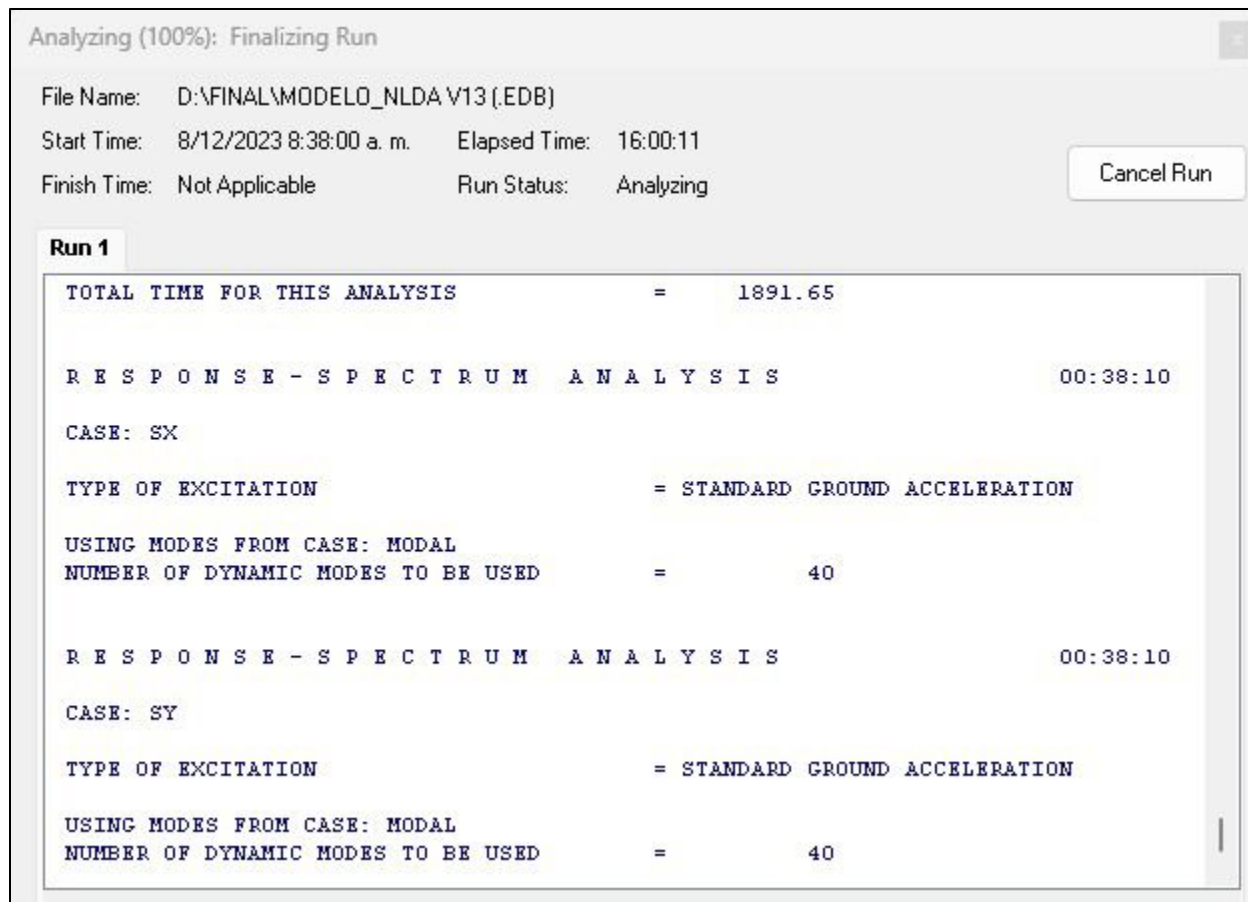 Analyzing (100%): Finalizing Run
File Name: D:\FINAL\MODELO_NLDA V13 (.EDB)
Start Time: 8/12/2023 8:38:00 a. m. Elapsed Time: 16:00:11
Finish Time: Not Applicable Run Status: Analyzing
Cancel Run
Run 1
TOTAL TIME FOR THIS ANALYSIS = 1891.65
R E S P O N S E - S P E C T R U M A N A L Y S I S 00:38:10
CASE: SX
TYPE OF EXCITATION = STANDARD GROUND ACCELERATION
USING MODES FROM CASE: MODAL
NUMBER OF DYNAMIC MODES TO BE USED = 40
R E S P O N S E - S P E C T R U M A N A L Y S I S 00:38:10
CASE: SY
TYPE OF EXCITATION = STANDARD GROUND ACCELERATION
USING MODES FROM CASE: MODAL
NUMBER OF DYNAMIC MODES TO BE USED = 40